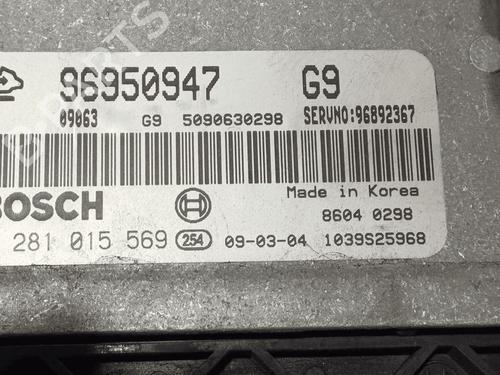 96950947 G9
09063 G9 5090630298 SERVNO:96892367
BOSCH Made in Korea
8604 0298
281 015 569 254 09-03-04 1039S25968